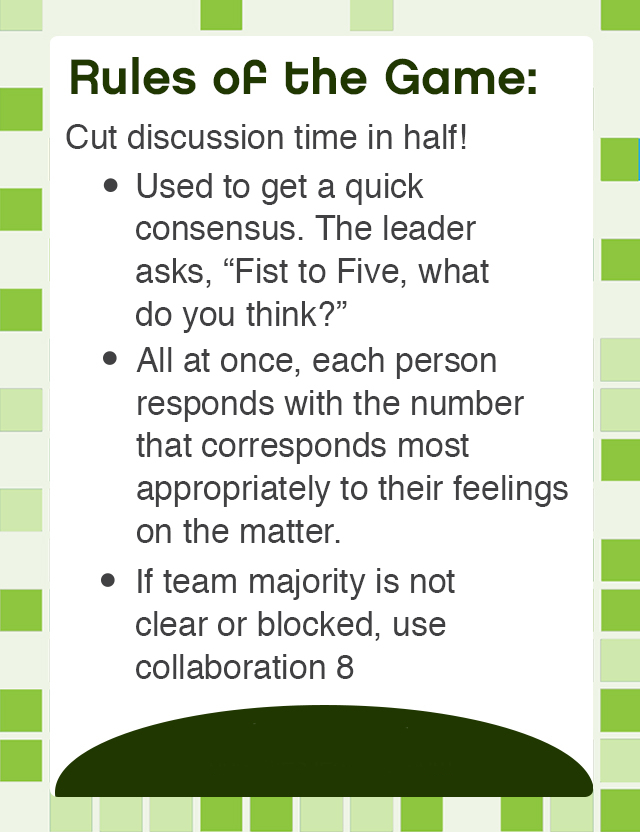 Rules of the Game:
Cut discussion time in half!
• Used to get a quick
consensus. The leader
asks, “Fist to Five, what
do you think?”
• All at once, each person
responds with the number
that corresponds most
appropriately to their feelings
on the matter.
• If team majority is not
clear or blocked, use
collaboration 8